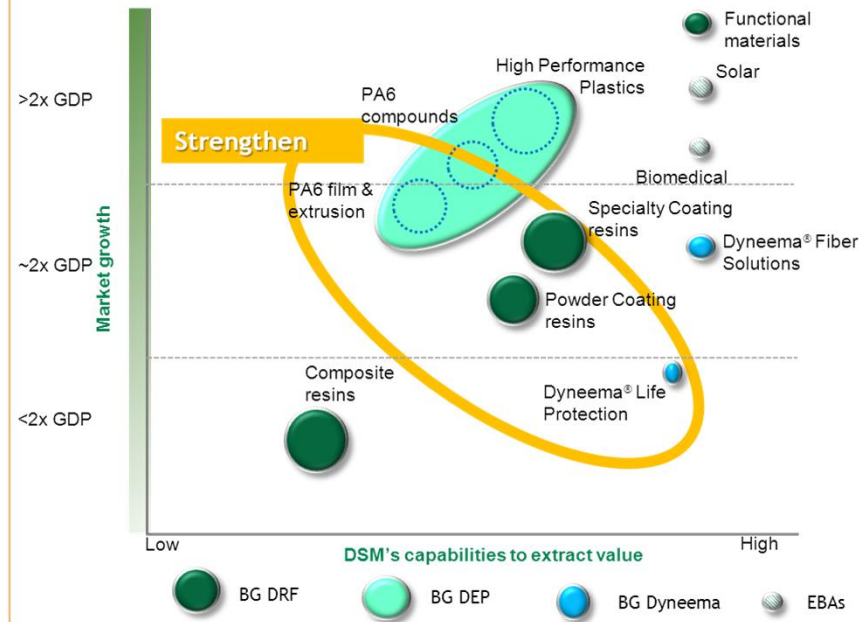 Functional
materials
Solar
High Performance
Plastics
>2x GDP
PA6
compounds
Strengthen
Biomedical
PA6 film &
extrusion
Specialty Coating
resins
Dyneema® Fiber
Solutions
~2x GDP
Market growth
Powder Coating
resins
Composite
resins
Dyneema® Life
Protection
<2x GDP
Low
DSM's capabilities to extract value
High
BG DRF
BG DEP
BG Dyneema
EBAs